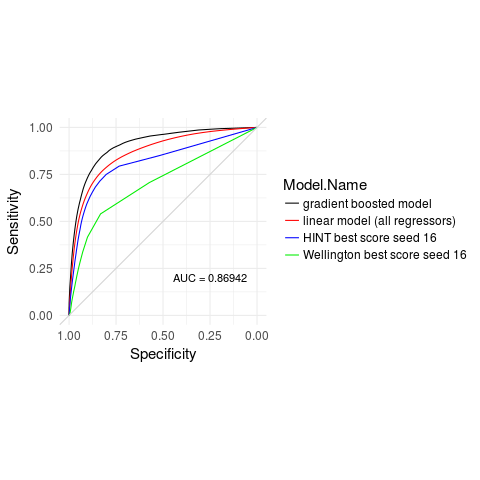 1.00
0.75
0.50
0.25
0.00
Sensitivity
AUC = 0.86942
1.00 0.75 0.50 0.25 0.00
Specificity
Model.Name
gradient boosted model
linear model (all regressors)
HINT best score seed 16
Wellington best score seed 16